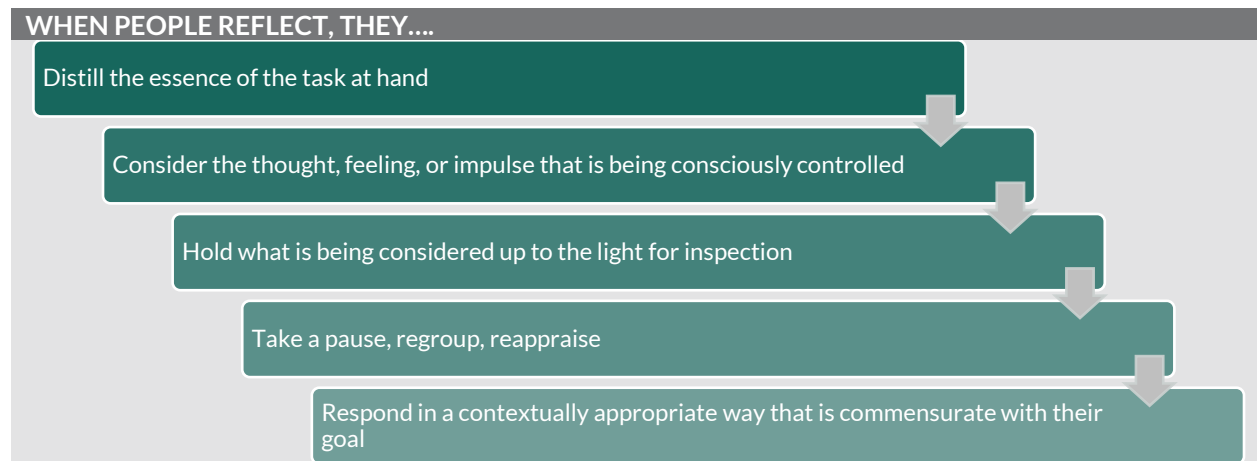 WHEN PEOPLE REFLECT, THEY….
Distill the essence of the task at hand
Consider the thought, feeling, or impulse that is being consciously controlled
Hold what is being considered up to the light for inspection
Take a pause, regroup, reappraise
Respond in a contextually appropriate way that is commensurate with their
goal